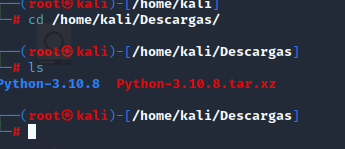 ──(root㉿kali)-[/home/kali]
─# cd /home/kali/Descargas/
──(root㉿kali)-[/home/kali/Descargas]
─# ls
Python-3.10.8  Python-3.10.8.tar.xz
──(root㉿kali)-[/home/kali/Descargas]
─#